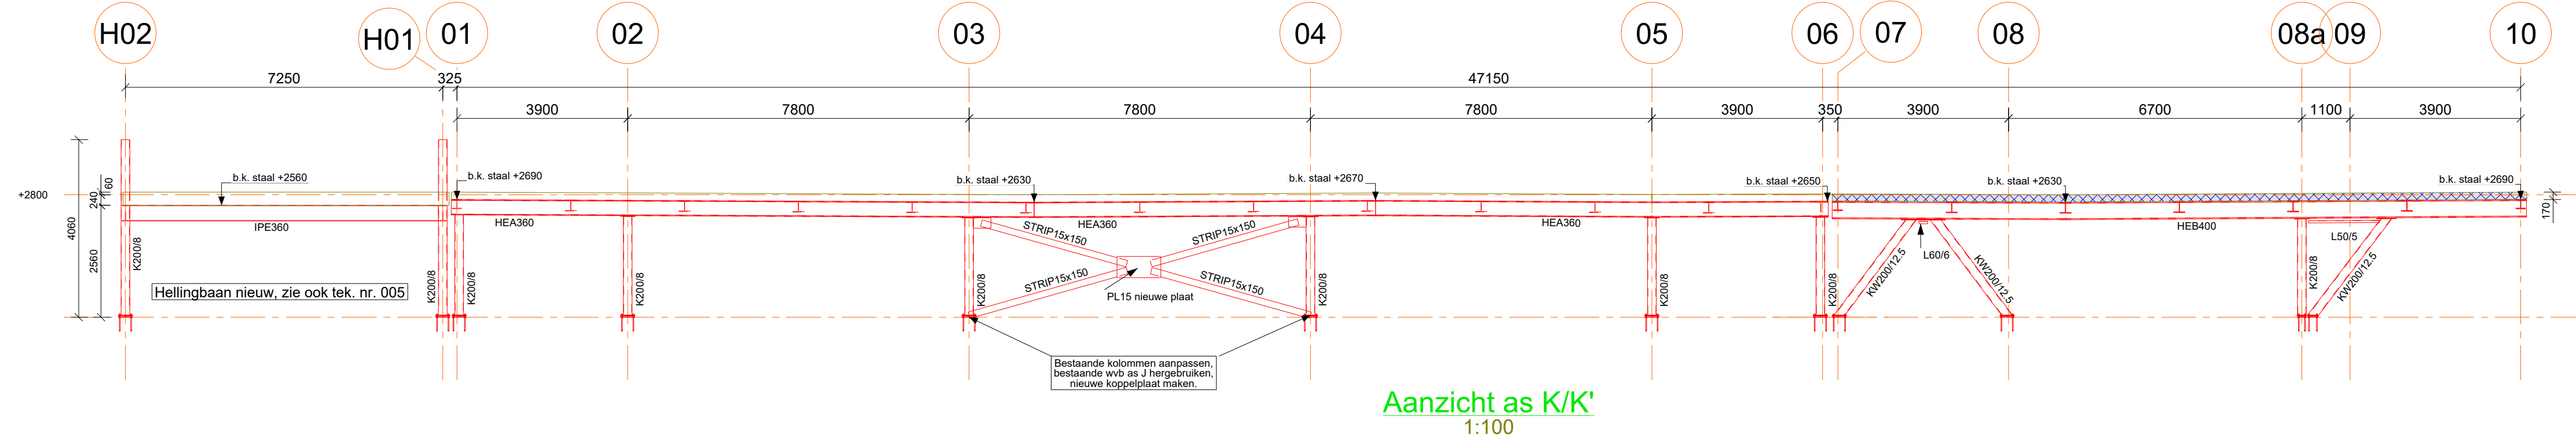 H02
H01
01
02
03
04
05
06
07
08
08a
09
10
7250
325
47150
3900
7800
7800
7800
3900
350
3900
6700
1100
3900
+2800
4060
240
60
2560
b.k. staal +2560
b.k. staal +2690
b.k. staal +2630
b.k. staal +2670
b.k. staal +2650
b.k. staal +2630
b.k. staal +2690
170
IPE360
HEA360
HEA360
HEA360
HEB400
K200/8
K200/8
K200/8
K200/8
K200/8
K200/8
K200/8
K200/8
K200/8
STRIP15x150
STRIP15x150
STRIP15x150
STRIP15x150
PL15 nieuwe plaat
KW200/12.5
L60/6
KW200/12.5
L50/5
KW200/12.5
Hellingbaan nieuw, zie ook tek. nr. 005
Bestaande kolommen aanpassen,
bestaande wvb as J hergebruiken,
nieuwe koppelplaat maken.
Aanzicht as K/K'
1:100